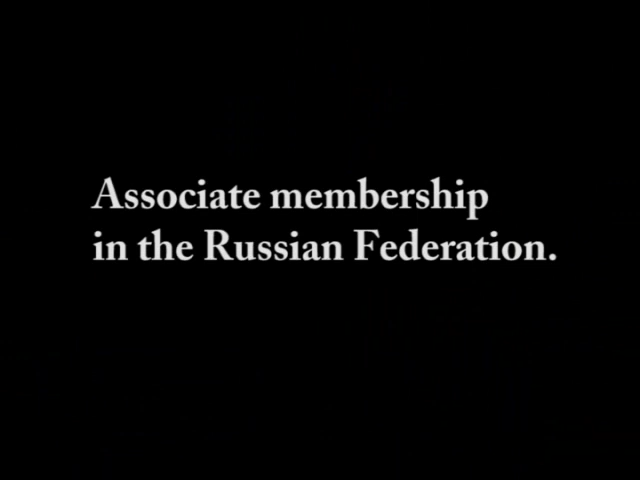 Associate membership
in the Russian Federation.